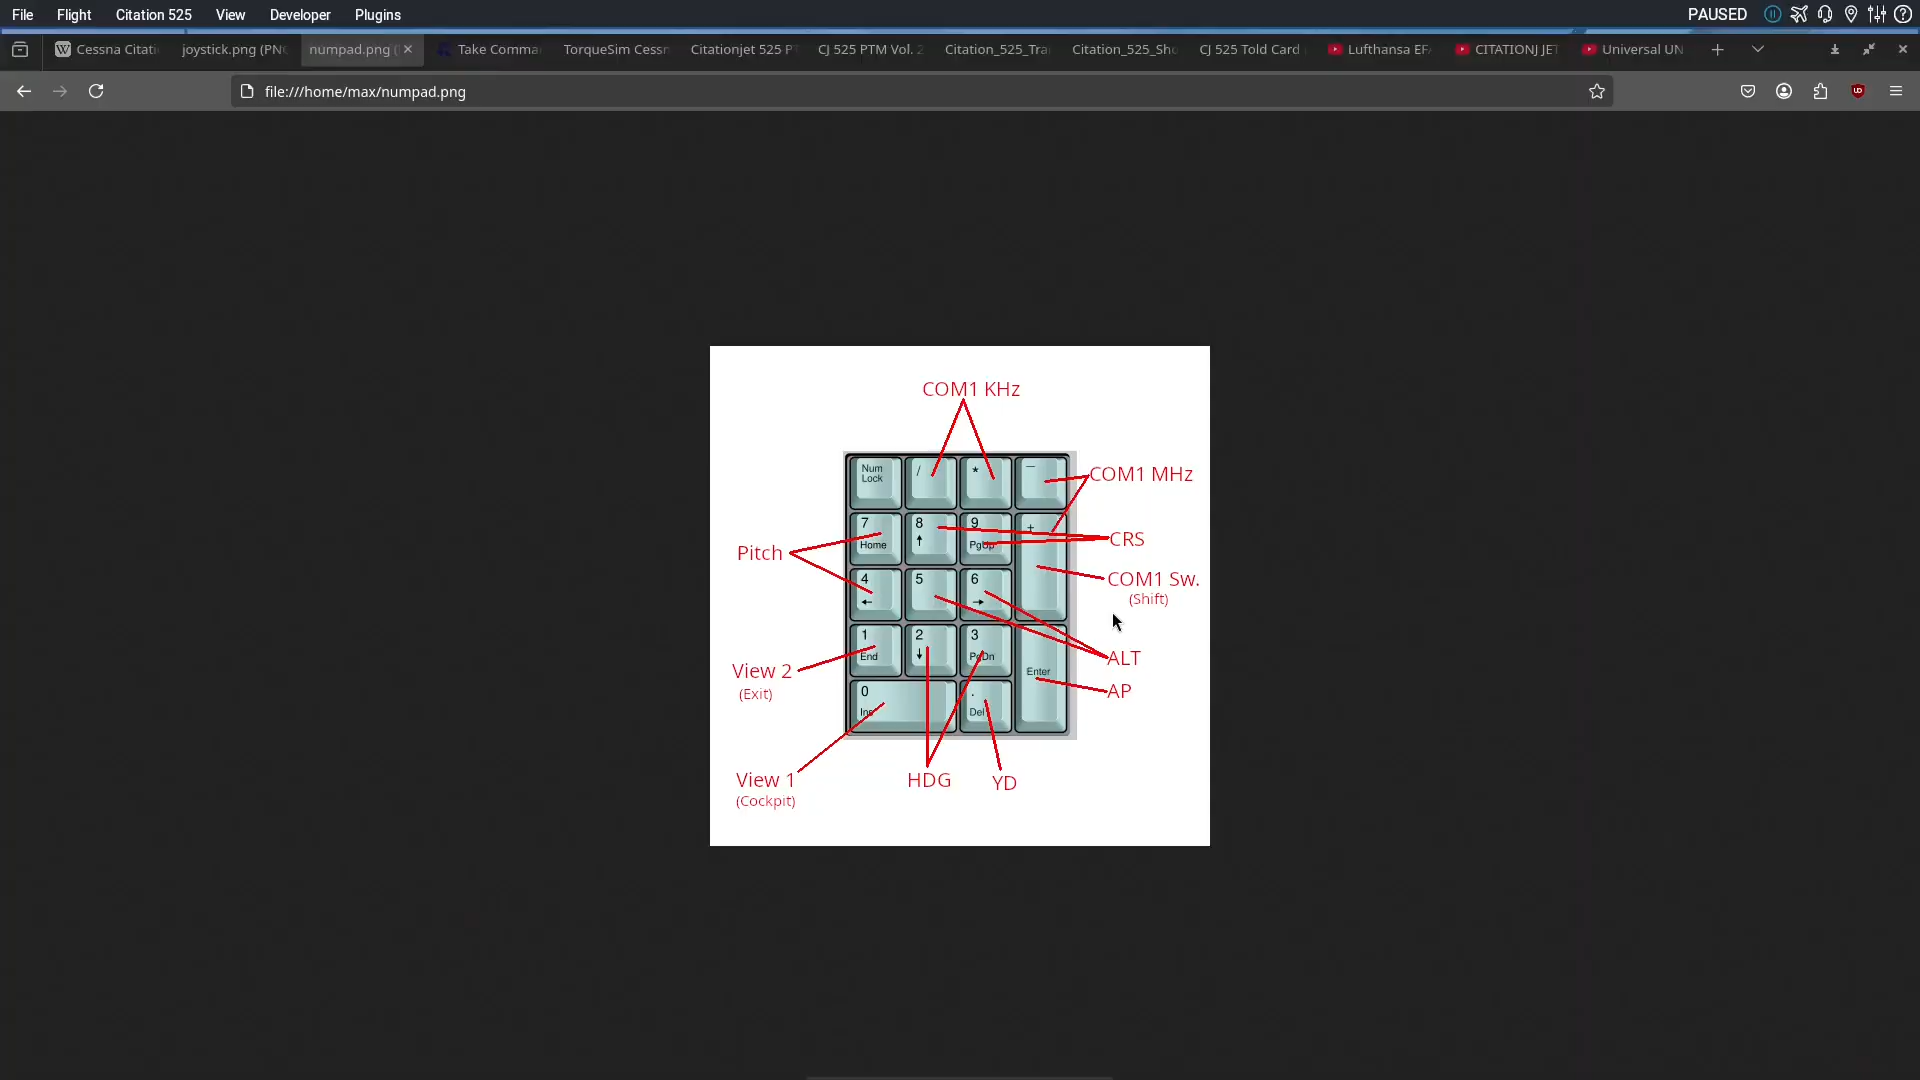 File Flight Citation 525 View Developer Plugins PAUSED
Cessna Citati joystick.png (PN numpad.png ( Take Comma TorqueSim Cessn Citationjet 525 PT CJ 525 PTM Vol. 2 Citation_525_Tra Citation_525_Sho CJ 525 Told Card Lufthansa EF CITATIONJ JET Universal UN
file:///home/max/numpad.png
COM1 KHz
Num Lock / * —
COM1 MHz
7 Home 8 ↑ 9 PgUp +
CRS
Pitch
4 ← 5 6 →
COM1 Sw.
(Shift)
1 End 2 ↓ 3 PgDn Enter
ALT
View 2
(Exit)
AP
0 Ins . Del
View 1
(Cockpit)
HDG
YD